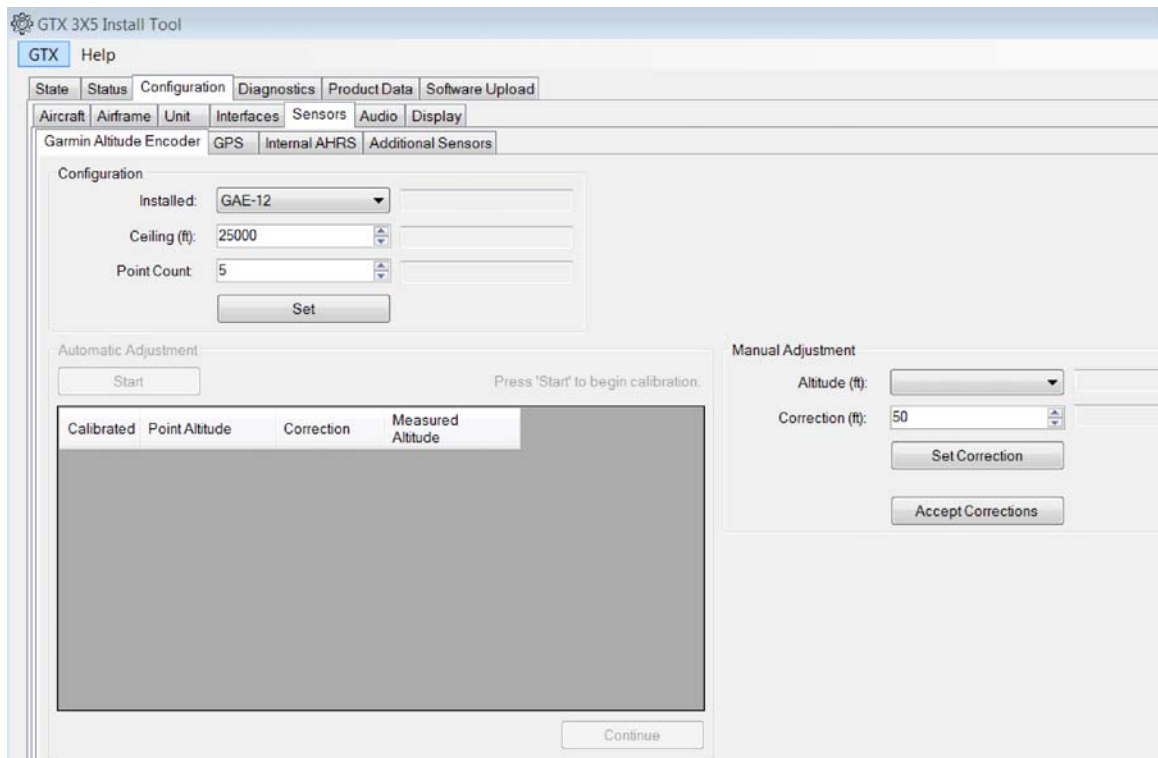 GTX 3X5 Install Tool
GTX Help
State Status Configuration Diagnostics Product Data Software Upload
Aircraft Airframe Unit Interfaces Sensors Audio Display
Garmin Altitude Encoder GPS Internal AHRS Additional Sensors
Configuration
Installed: GAE-12
Ceiling (ft): 25000
Point Count: 5
Set
Automatic Adjustment
Start Press 'Start' to begin calibration.
Calibrated Point Altitude Correction Measured
Altitude
Continue
Manual Adjustment
Altitude (ft):
Correction (ft): 50
Set Correction
Accept Corrections